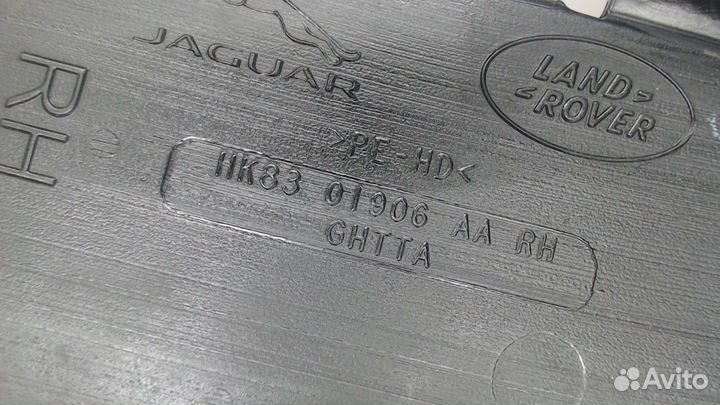 JAGUAR
LAND
ROVER
RH
>PE-HD<
HK83 01906 AA RH
GHTTA
Avito